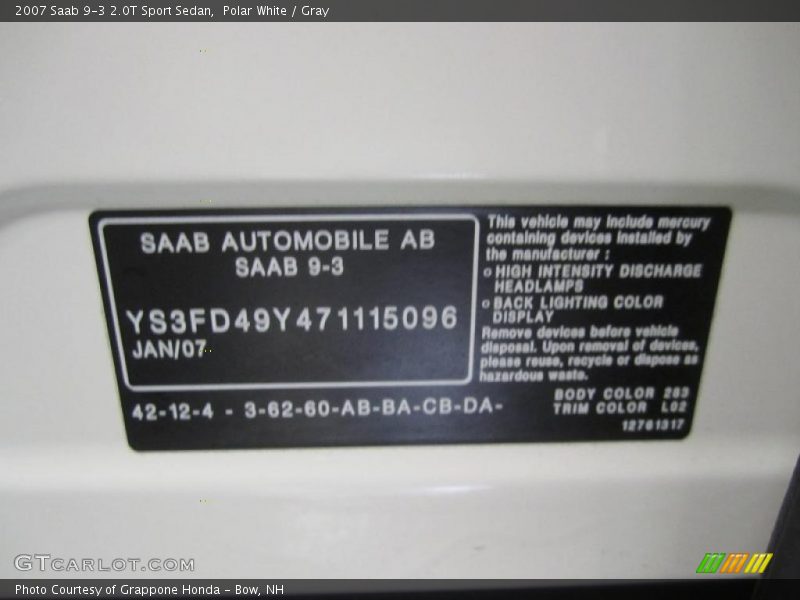 2007 Saab 9-3 2.0T Sport Sedan,  Polar White / Gray
SAAB AUTOMOBILE AB
SAAB 9-3
YS3FD49Y471115096
JAN/07
42-12-4 - 3-62-60-AB-BA-CB-DA-
This vehicle may include mercury
containing devices installed by
the manufacturer :
o HIGH INTENSITY DISCHARGE
HEADLAMPS
o BACK LIGHTING COLOR
DISPLAY
Remove devices before vehicle
disposal. Upon removal of devices,
please reuse, recycle or dispose as
hazardous waste.
BODY COLOR 283
TRIM COLOR L02
12761317
GTCARLOT.COM
Photo Courtesy of Grappone Honda - Bow, NH